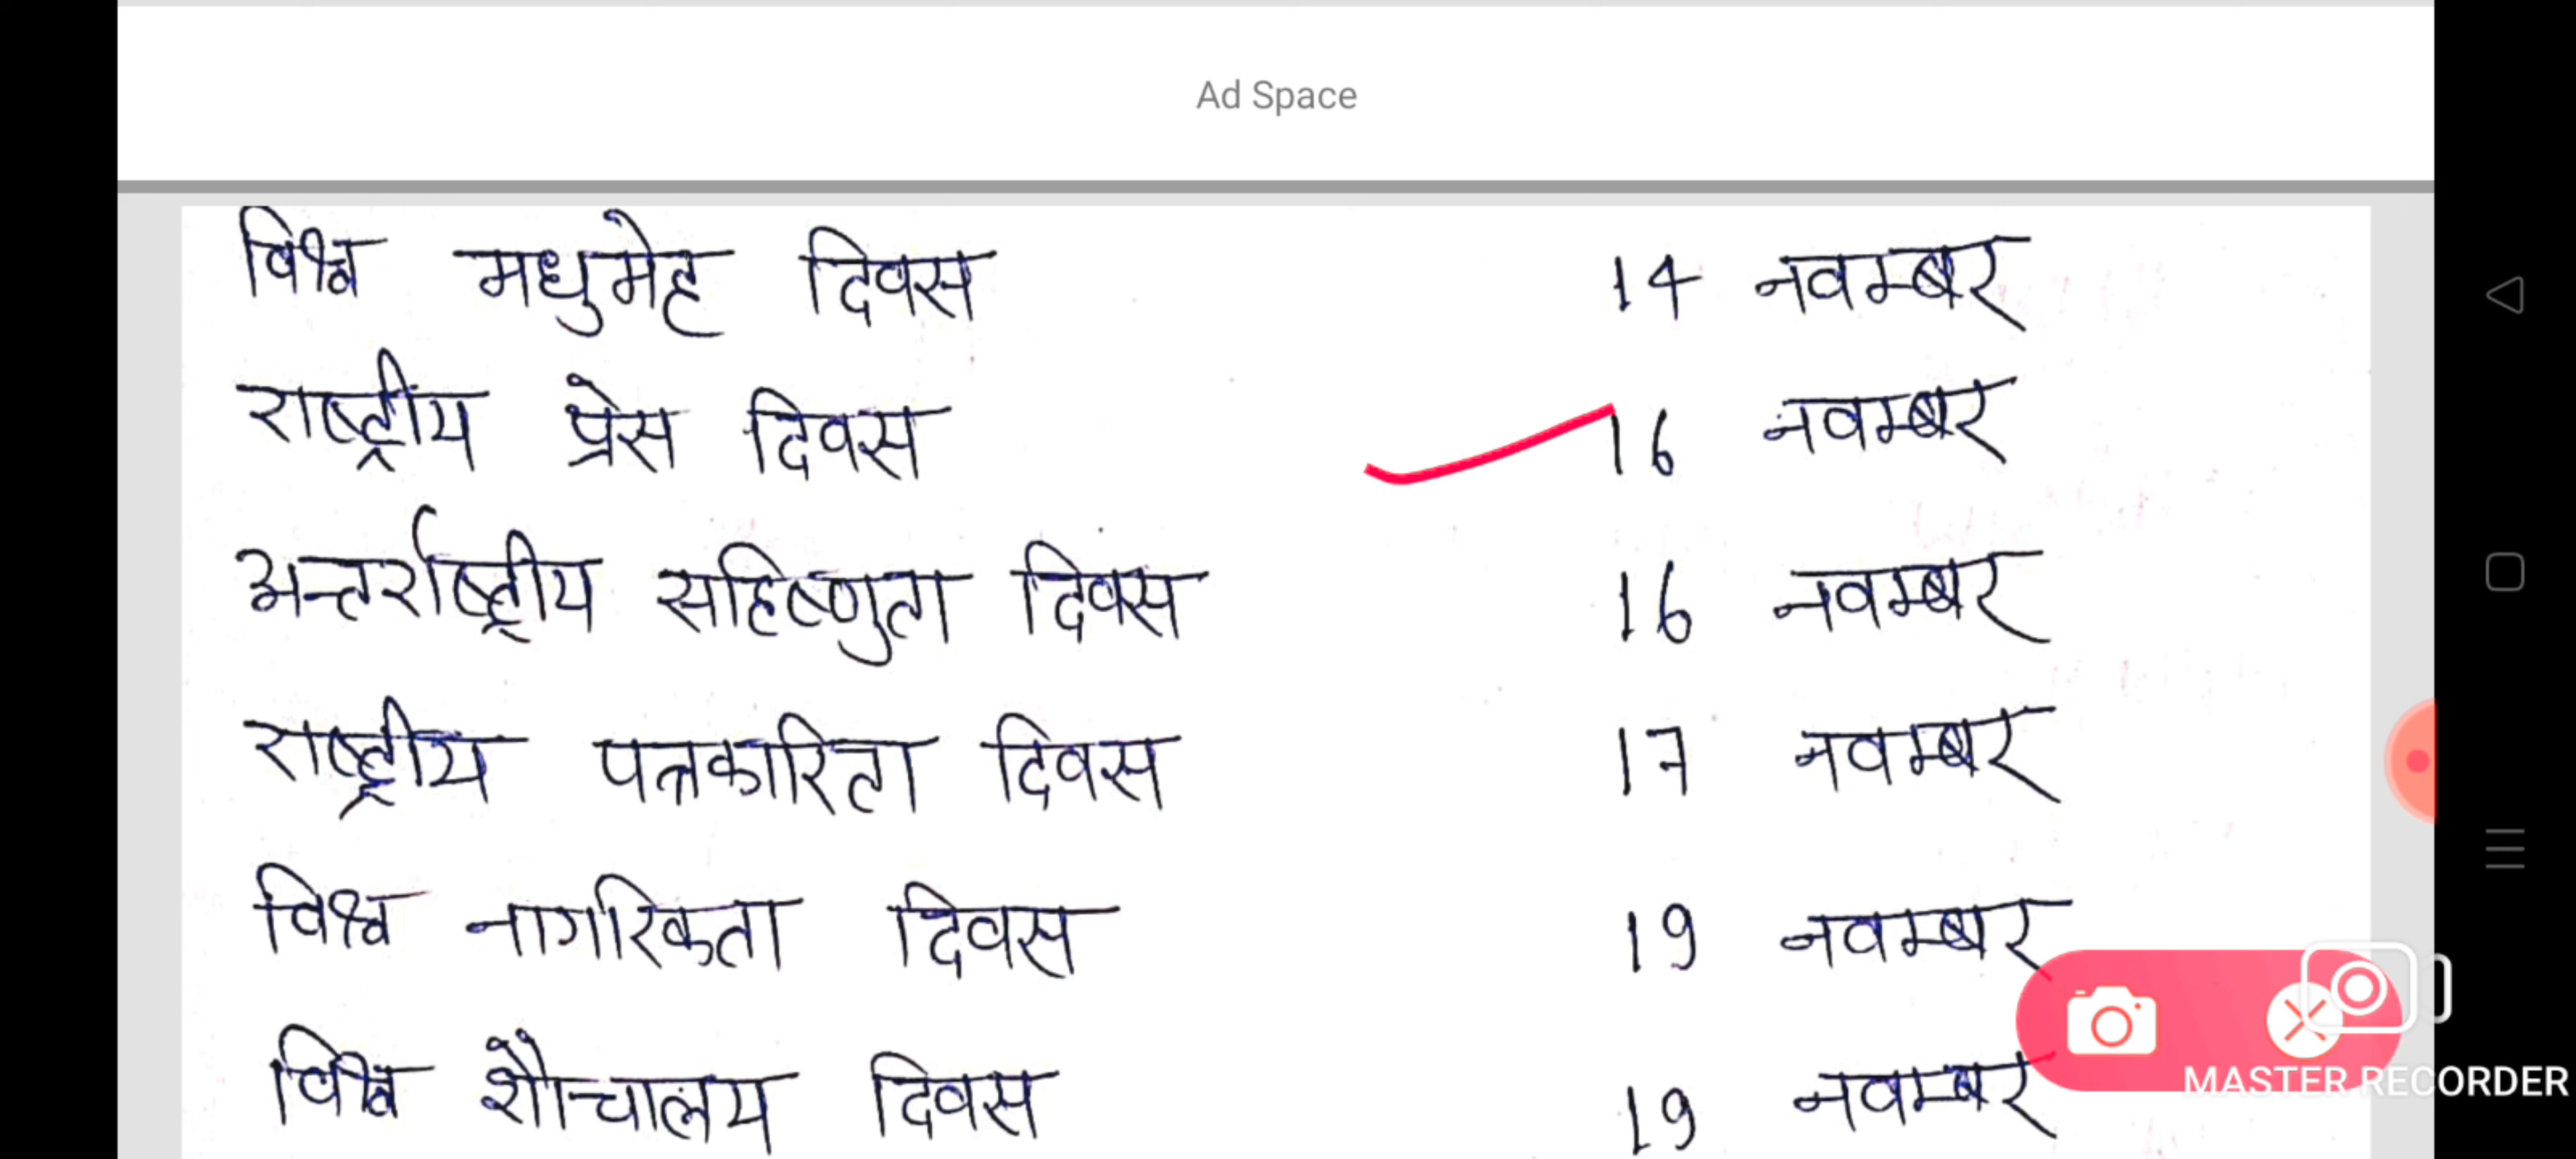 Ad Space
विश्व मधुमेह दिवस 14 नवम्बर
राष्ट्रीय प्रेस दिवस 16 नवम्बर
अन्तर्राष्ट्रीय सहिष्णुता दिवस 16 नवम्बर
राष्ट्रीय पत्रकारिता दिवस 17 नवम्बर
विश्व नागरिकता दिवस 19 नवम्बर
विश्व शौचालय दिवस 19 नवम्बर
MASTER RECORDER